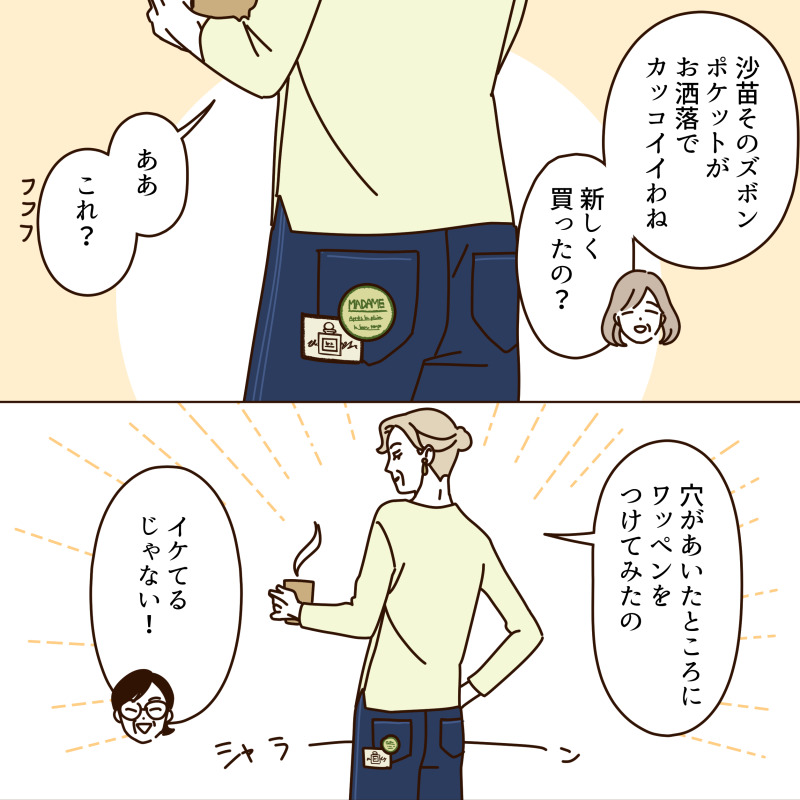 沙苗そのズボン
ポケットが
お洒落で
カッコイイわね
新しく
買ったの？
ああ
これ？
フフフ
MADAME
穴があいたところに
ワッペンを
つけてみたの
イケてる
じゃない！
シャラーン